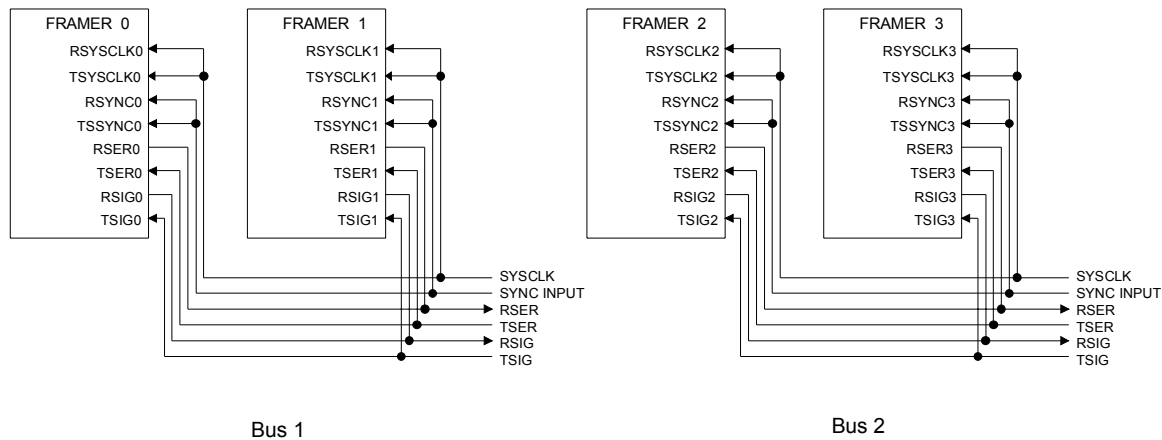 FRAMER 0
RSYSCLK0
TSYSCLK0
RSYNC0
TSSYNC0
RSER0
TSER0
RSIG0
TSIG0
FRAMER 1
RSYSCLK1
TSYSCLK1
RSYNC1
TSSYNC1
RSER1
TSER1
RSIG1
TSIG1
SYSCLK
SYNC INPUT
RSER
TSER
RSIG
TSIG
Bus 1
FRAMER 2
RSYSCLK2
TSYSCLK2
RSYNC2
TSSYNC2
RSER2
TSER2
RSIG2
TSIG2
FRAMER 3
RSYSCLK3
TSYSCLK3
RSYNC3
TSSYNC3
RSER3
TSER3
RSIG3
TSIG3
SYSCLK
SYNC INPUT
RSER
TSER
RSIG
TSIG
Bus 2